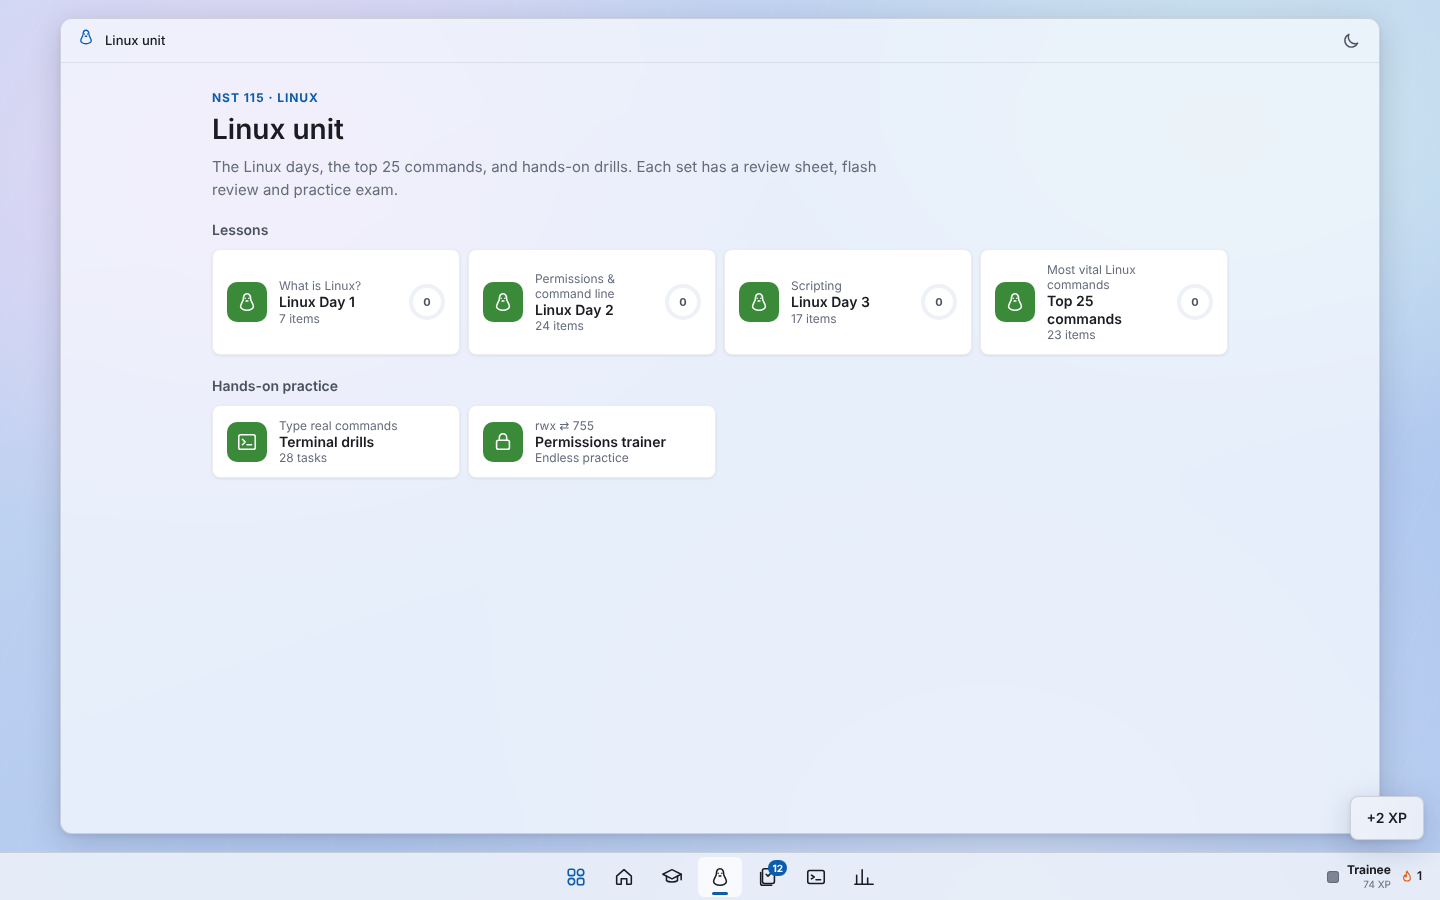 Linux unit
NST 115 · LINUX
Linux unit
The Linux days, the top 25 commands, and hands-on drills. Each set has a review sheet, flash
review and practice exam.
Lessons
What is Linux?
Linux Day 1
7 items
0
Permissions &
command line
Linux Day 2
24 items
0
Scripting
Linux Day 3
17 items
0
Most vital Linux
commands
Top 25
commands
23 items
0
Hands-on practice
Type real commands
Terminal drills
28 tasks
rwx ⇄ 755
Permissions trainer
Endless practice
+2 XP
12
Trainee
74 XP
1